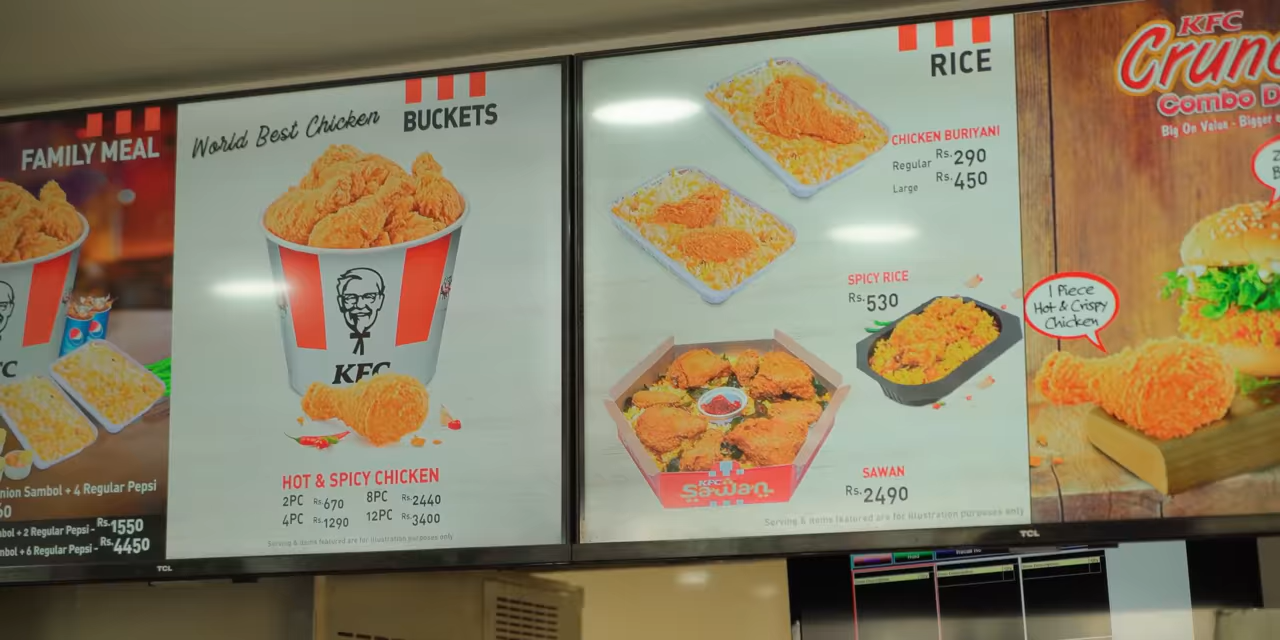 FAMILY MEAL
Sambol + 4 Regular Pepsi
+ 2 Regular Pepsi - Rs.1550
+ 6 Regular Pepsi - Rs.4450
World Best Chicken
BUCKETS
KFC
HOT & SPICY CHICKEN
2PC Rs.670 8PC Rs.2440
4PC Rs.1290 12PC Rs.3400
Serving & items featured are for illustration purposes only
TCL
RICE
CHICKEN BURIYANI
Regular Rs.290
Large Rs.450
SPICY RICE
Rs.530
KFC
Sawan
SAWAN
Rs.2490
Serving & items featured are for illustration purposes only
TCL
KFC
Combo
Big On Value - Bigger
1 Piece
Hot & Crispy
Chicken